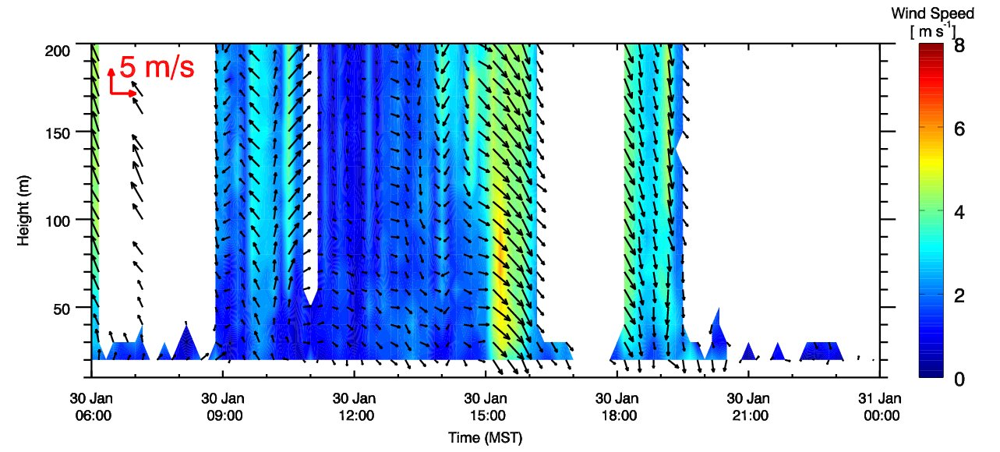 Wind Speed
[ m s-1]
200
150
100
50
Height (m)
5 m/s
8
6
4
2
0
30 Jan 30 Jan 30 Jan 30 Jan 30 Jan 30 Jan 31 Jan
06:00 09:00 12:00 15:00 18:00 21:00 00:00
Time (MST)